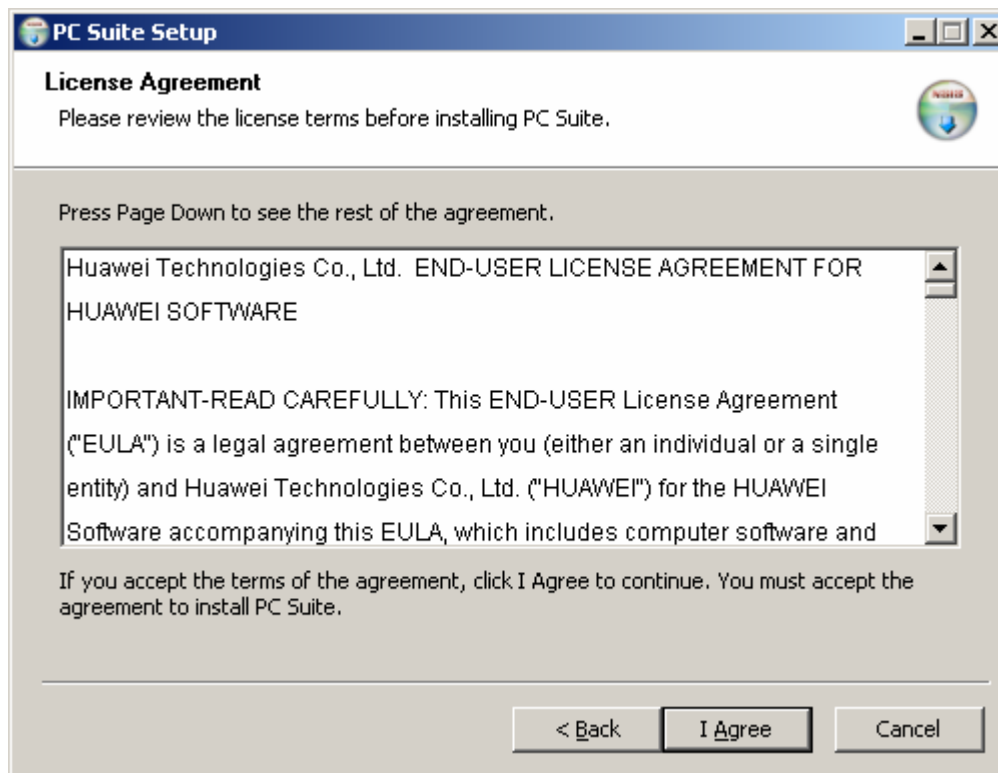 PC Suite Setup
License Agreement
Please review the license terms before installing PC Suite.
Press Page Down to see the rest of the agreement.
Huawei Technologies Co., Ltd.  END-USER LICENSE AGREEMENT FOR
HUAWEI SOFTWARE
IMPORTANT-READ CAREFULLY: This END-USER License Agreement
("EULA") is a legal agreement between you (either an individual or a single
entity) and Huawei Technologies Co., Ltd. ("HUAWEI") for the HUAWEI
Software accompanying this EULA, which includes computer software and
If you accept the terms of the agreement, click I Agree to continue. You must accept the
agreement to install PC Suite.
< Back
I Agree
Cancel